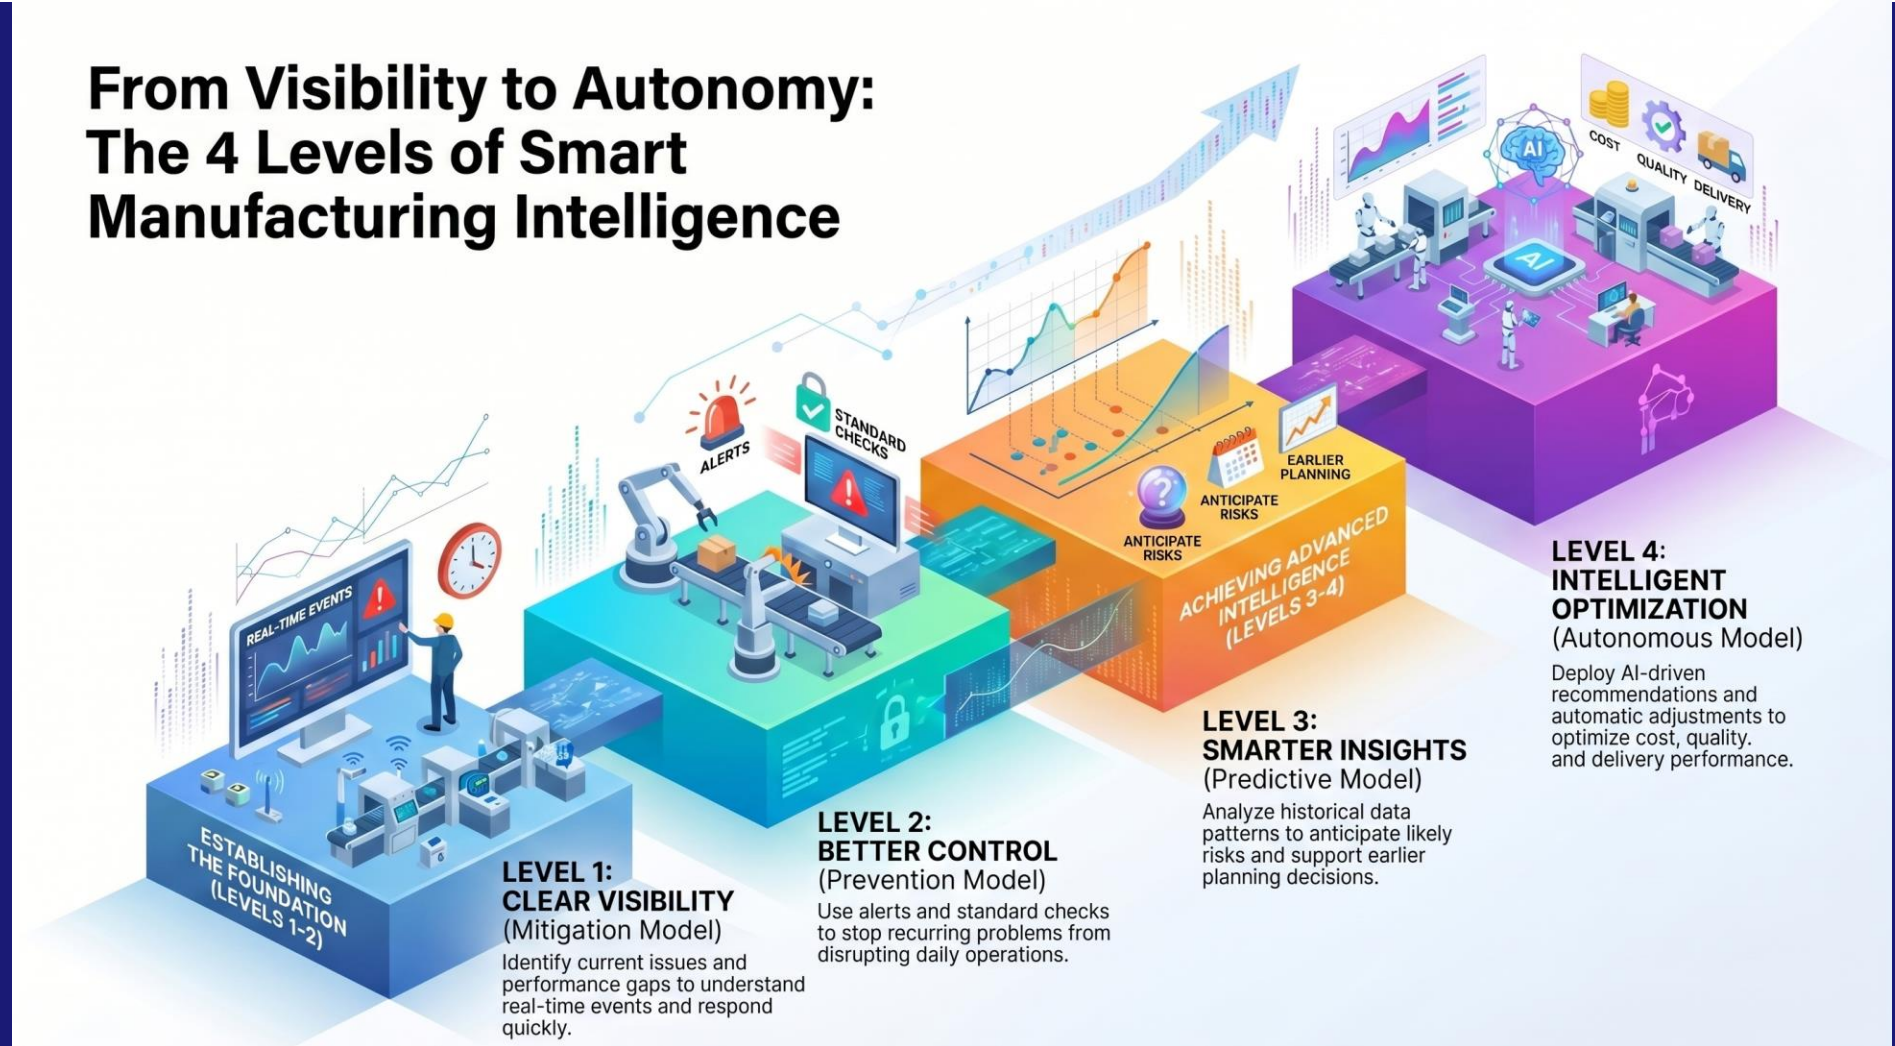 From Visibility to Autonomy:
The 4 Levels of Smart
Manufacturing Intelligence
REAL-TIME EVENTS
ESTABLISHING
THE FOUNDATION
(LEVELS 1-2)
LEVEL 1:
CLEAR VISIBILITY
(Mitigation Model)
Identify current issues and
performance gaps to understand
real-time events and respond
quickly.
ALERTS
STANDARD
CHECKS
LEVEL 2:
BETTER CONTROL
(Prevention Model)
Use alerts and standard checks
to stop recurring problems from
disrupting daily operations.
ANTICIPATE
RISKS
ANTICIPATE
RISKS
EARLIER
PLANNING
ACHIEVING ADVANCED
INTELLIGENCE
(LEVELS 3-4)
LEVEL 3:
SMARTER INSIGHTS
(Predictive Model)
Analyze historical data
patterns to anticipate likely
risks and support earlier
planning decisions.
AI
COST
QUALITY
DELIVERY
AI
LEVEL 4:
INTELLIGENT
OPTIMIZATION
(Autonomous Model)
Deploy AI-driven
recommendations and
automatic adjustments to
optimize cost, quality.
and delivery performance.